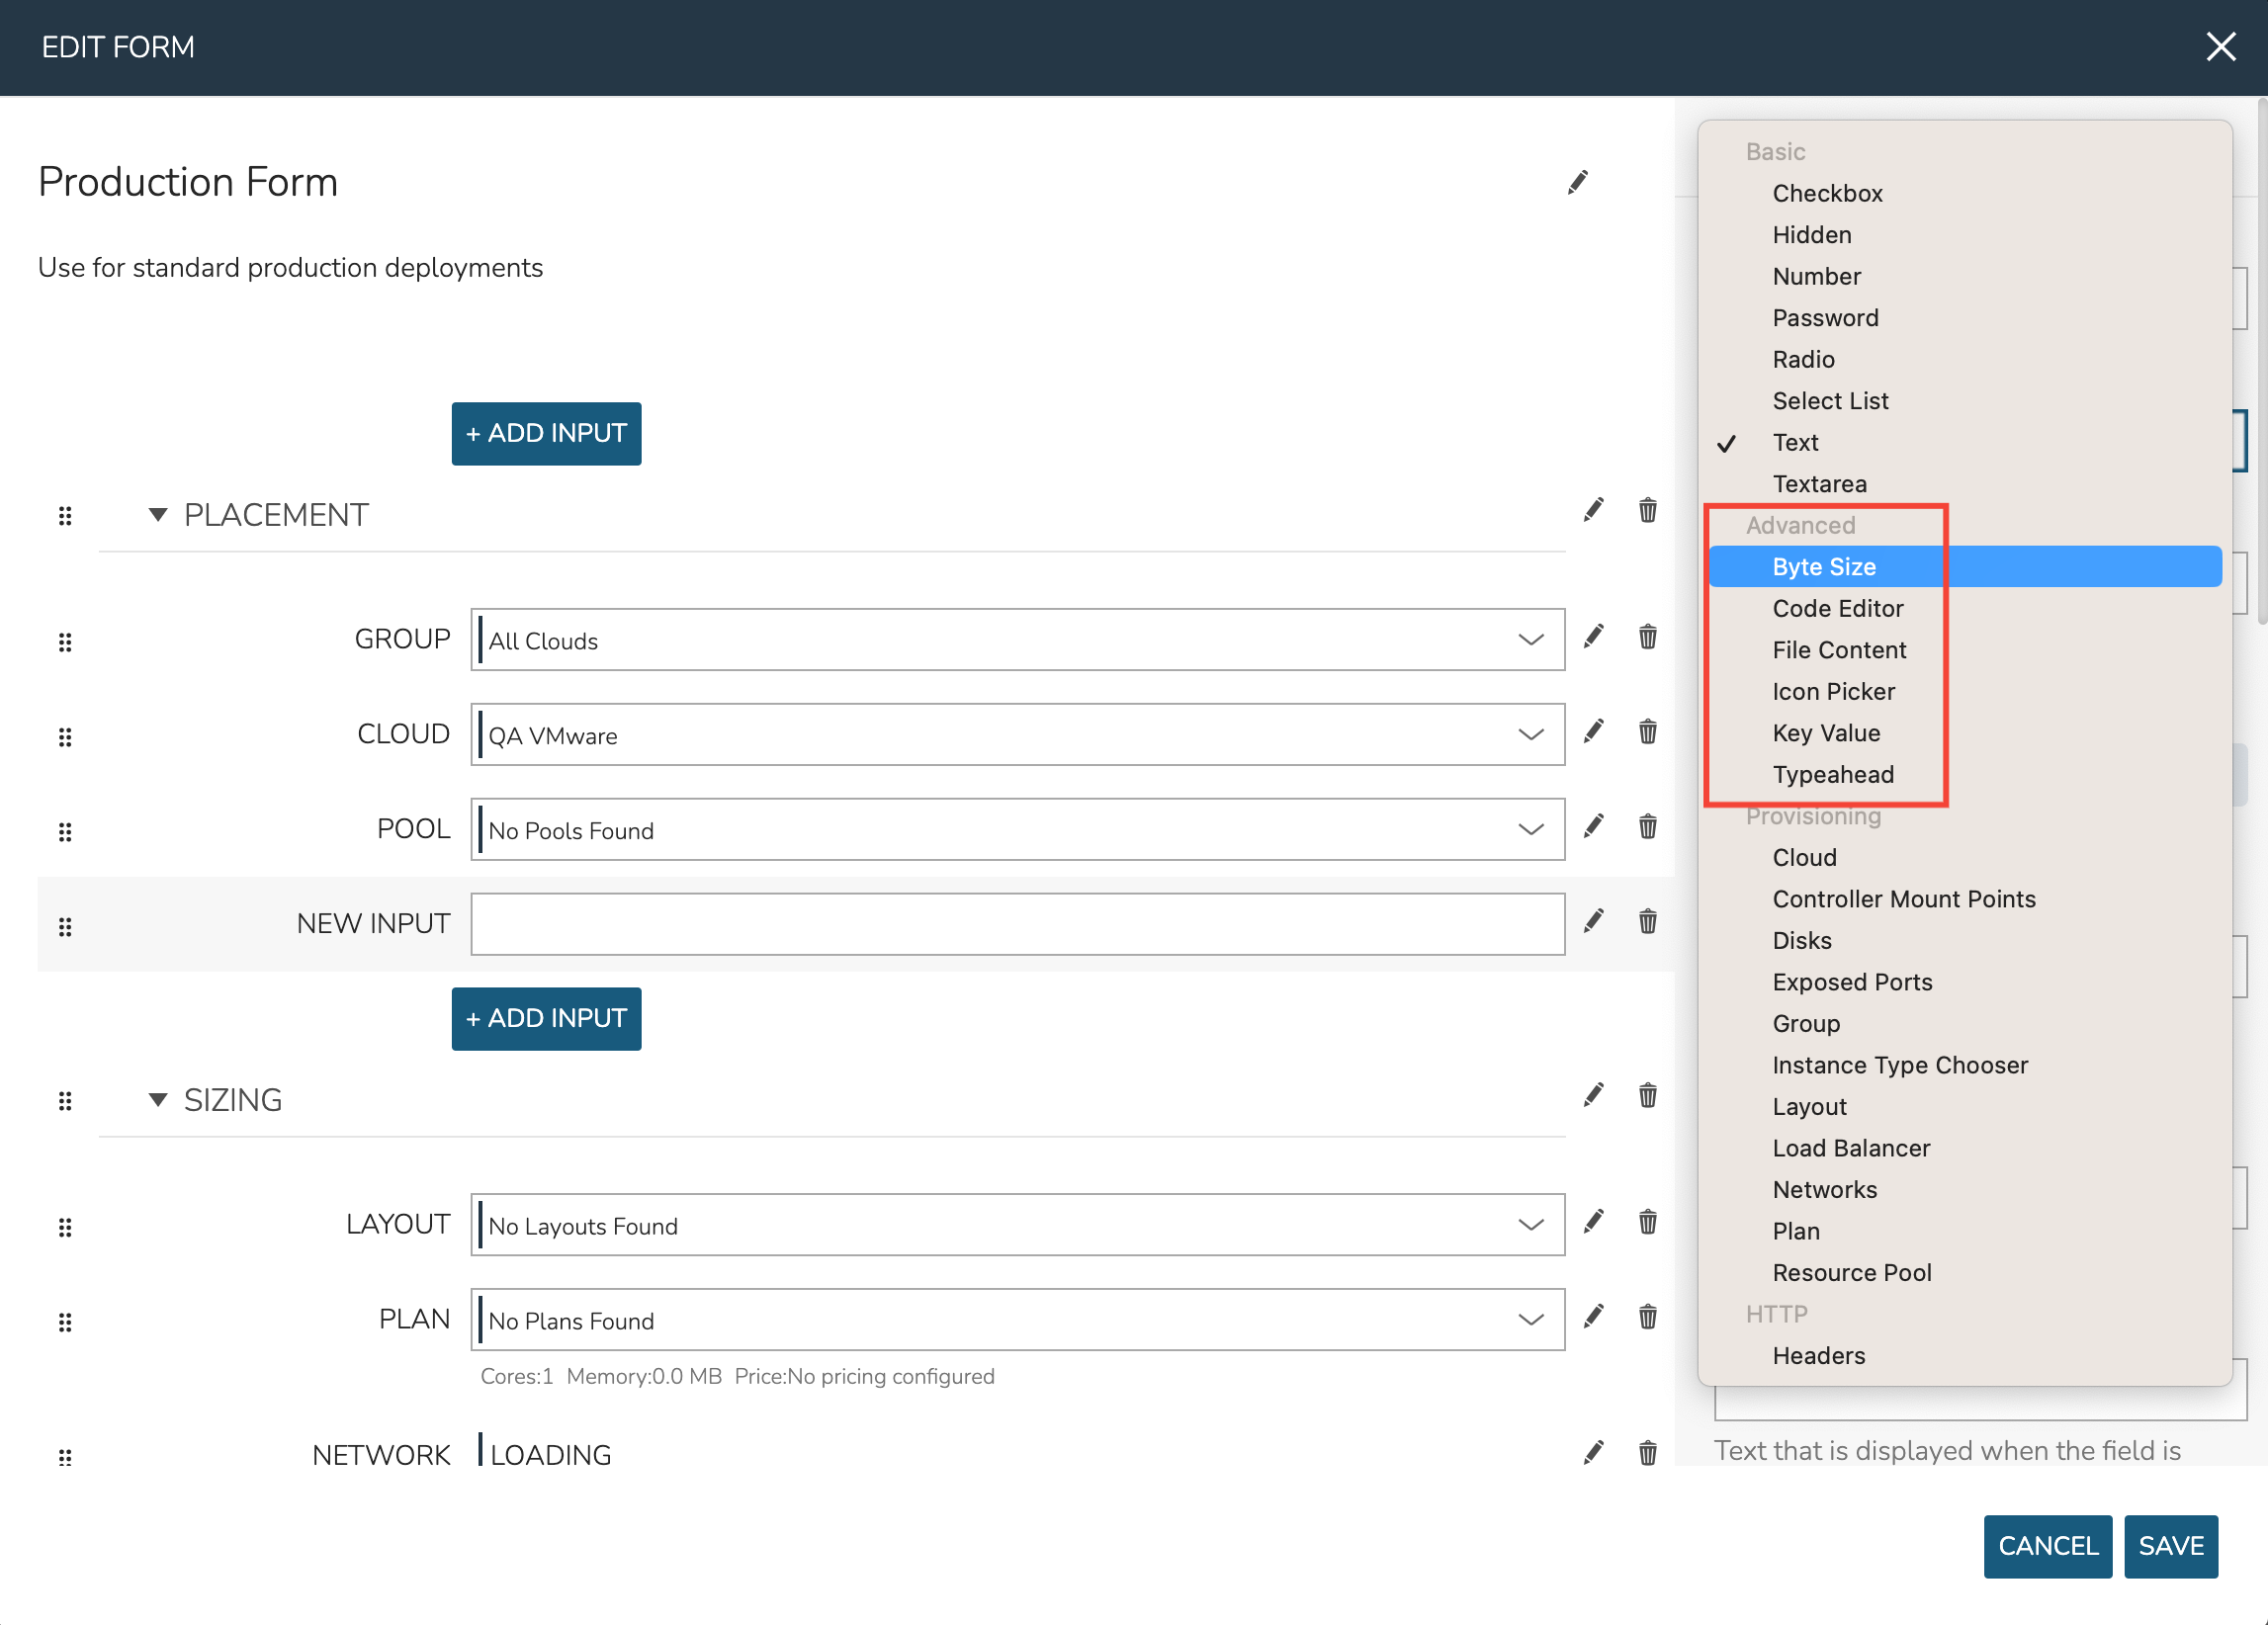 EDIT FORM
Production Form
Use for standard production deployments
+ ADD INPUT
PLACEMENT
GROUP
All Clouds
CLOUD
QA VMware
POOL
No Pools Found
NEW INPUT
+ ADD INPUT
SIZING
LAYOUT
No Layouts Found
PLAN
No Plans Found
Cores:1 Memory:0.0 MB Price:No pricing configured
NETWORK
LOADING
Basic
Checkbox
Hidden
Number
Password
Radio
Select List
Text
Textarea
Advanced
Byte Size
Code Editor
File Content
Icon Picker
Key Value
Typeahead
Provisioning
Cloud
Controller Mount Points
Disks
Exposed Ports
Group
Instance Type Chooser
Layout
Load Balancer
Networks
Plan
Resource Pool
HTTP
Headers
Text that is displayed when the field is
CANCEL
SAVE